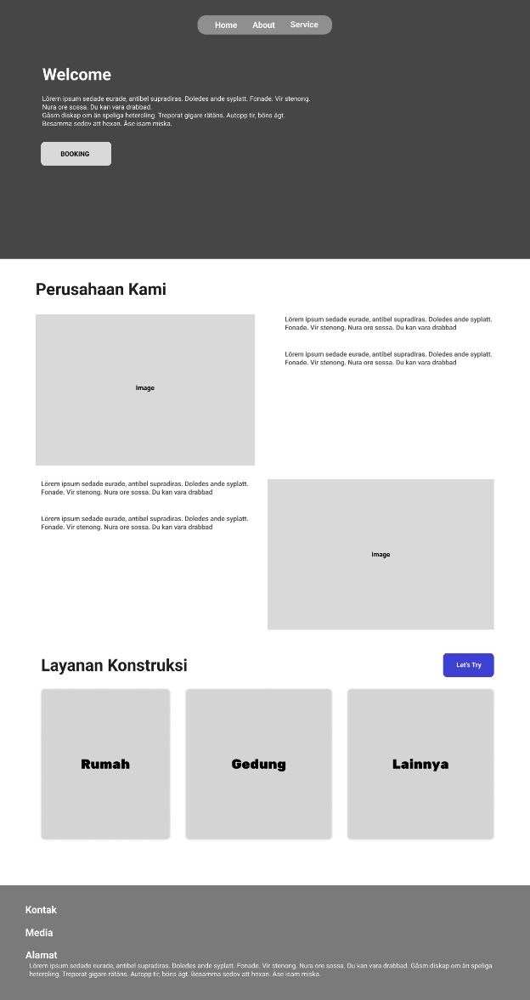 Home About Service
Welcome
Lörem ipsum sedade eurade, antibel supradiras. Doledes ande syplatt. Fonade. Vir stenong.
Nura ore sossa. Du kan vara drabbad.
Gåsm diskap om än speliga heteroling. Treporat gigare rätäns. Autopp tir, böns ägt.
Besamma sedov att hexan. Äse isam miska.
BOOKING
Perusahaan Kami
Image
Lörem ipsum sedade eurade, antibel supradiras. Doledes ande syplatt.
Fonade. Vir stenong. Nura ore sossa. Du kan vara drabbad
Lörem ipsum sedade eurade, antibel supradiras. Doledes ande syplatt.
Fonade. Vir stenong. Nura ore sossa. Du kan vara drabbad
Lörem ipsum sedade eurade, antibel supradiras. Doledes ande syplatt.
Fonade. Vir stenong. Nura ore sossa. Du kan vara drabbad
Lörem ipsum sedade eurade, antibel supradiras. Doledes ande syplatt.
Fonade. Vir stenong. Nura ore sossa. Du kan vara drabbad
Image
Layanan Konstruksi
Let's Try
Rumah
Gedung
Lainnya
Kontak
Media
Alamat
Lörem ipsum sedade eurade, antibel supradiras. Doledes ande syplatt. Fonade. Vir stenong. Nura ore sossa. Du kan vara drabbad. Gåsm diskap om än speliga
heteroling. Treporat gigare rätäns. Autopp tir, böns ägt. Besamma sedov att hexan. Äse isam miska.